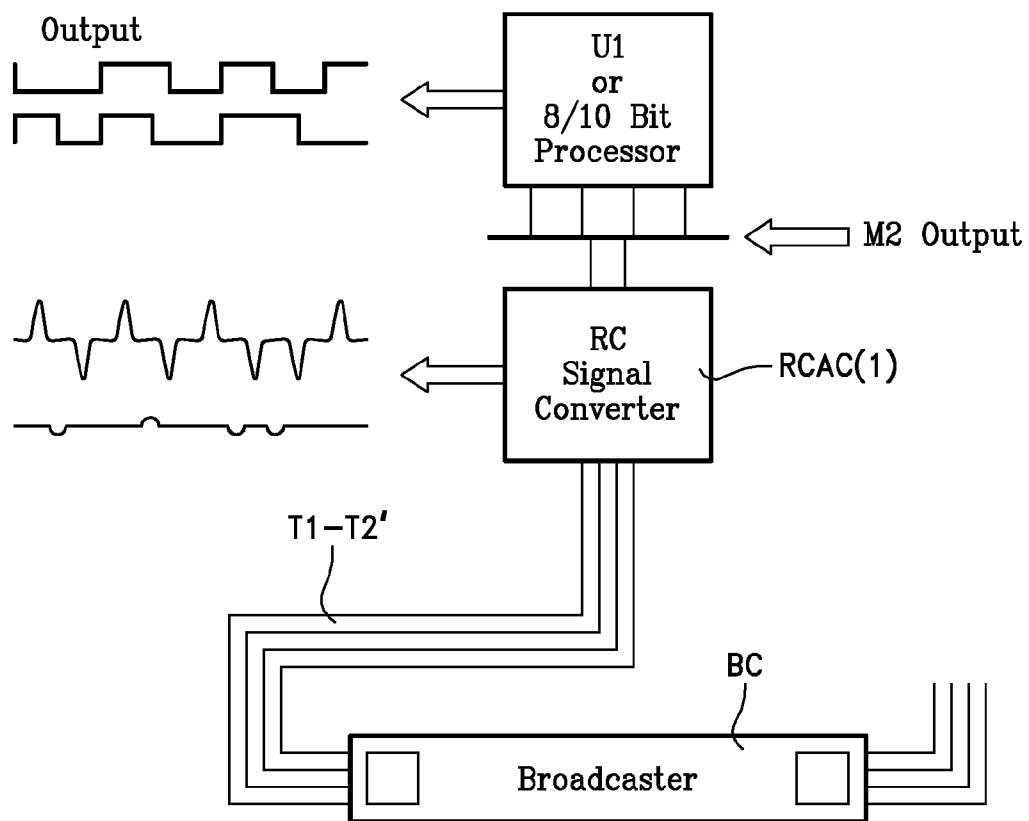 Output
U1
or
8/10 Bit
Processor
M2 Output
RC
Signal
Converter
RCAC(1)
T1-T2'
BC
Broadcaster